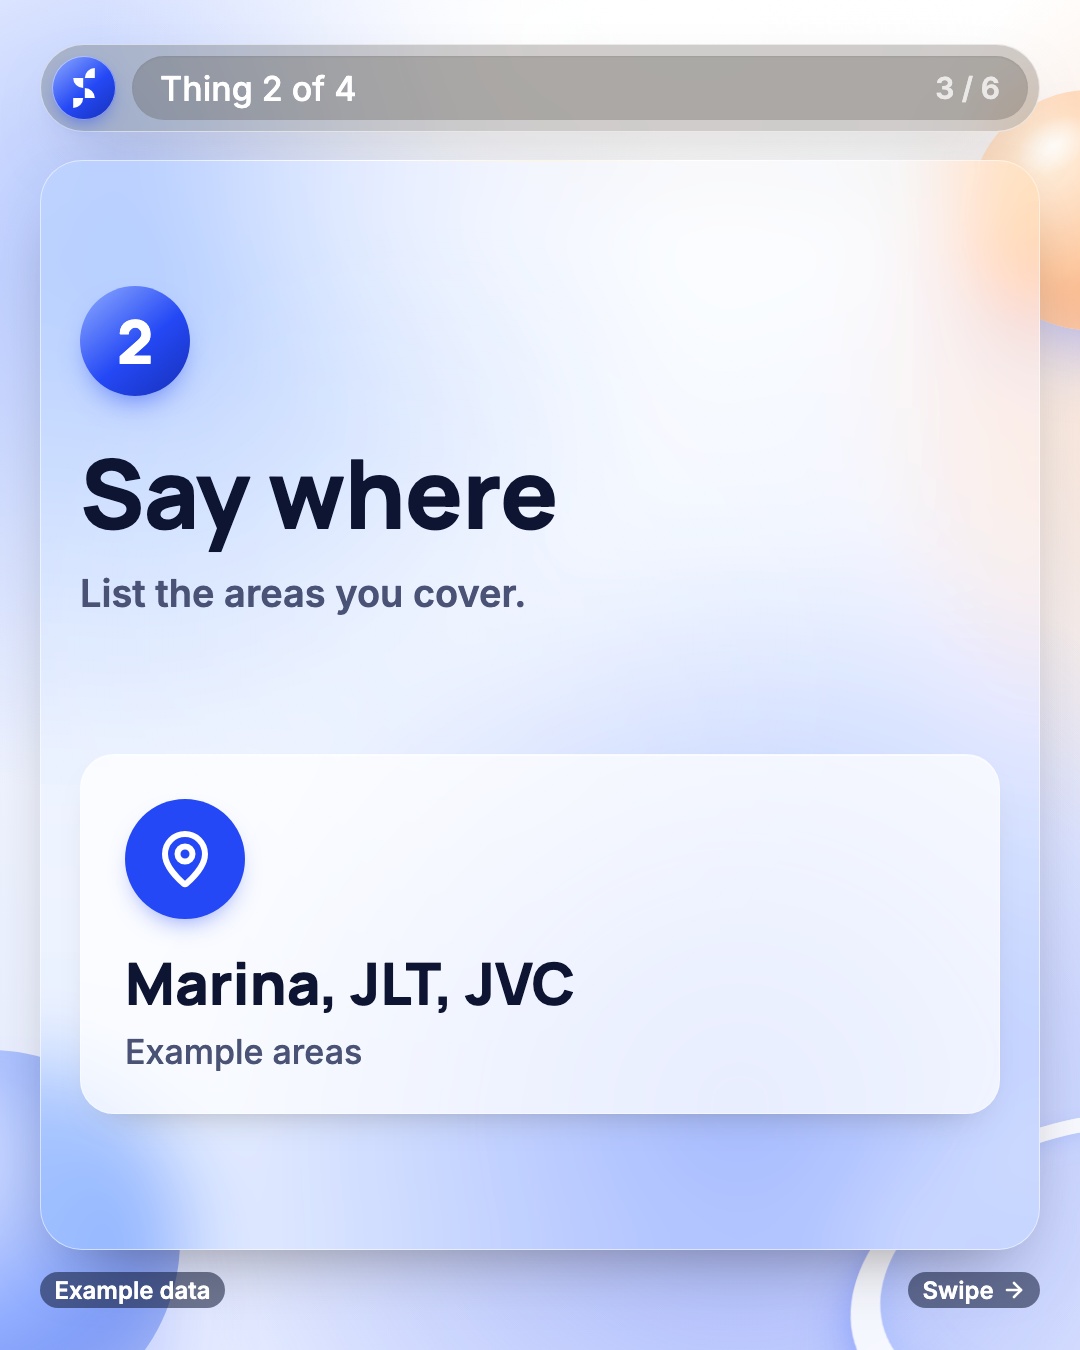 Thing 2 of 4
3 / 6
2
Say where
List the areas you cover.
Marina, JLT, JVC
Example areas
Example data
Swipe →